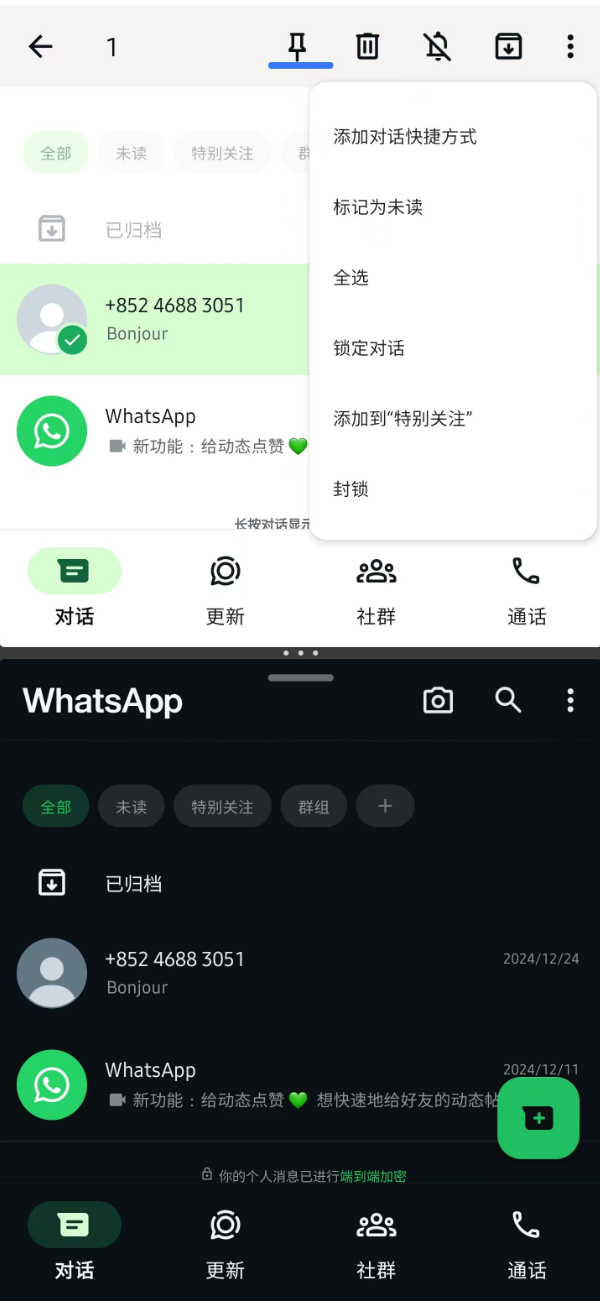 1
添加对话快捷方式
全部 未读 特别关注 群
标记为未读
已归档
全选
+852 4688 3051
Bonjour
锁定对话
WhatsApp
添加到“特别关注”
新功能：给动态点赞💚
封锁
长按对话显示
对话 更新 社群 通话
WhatsApp
全部 未读 特别关注 群组 +
已归档
+852 4688 3051 2024/12/24
Bonjour
WhatsApp 2024/12/11
新功能：给动态点赞💚 想快速地给好友的动态帖
你的个人消息已进行端到端加密
对话 更新 社群 通话